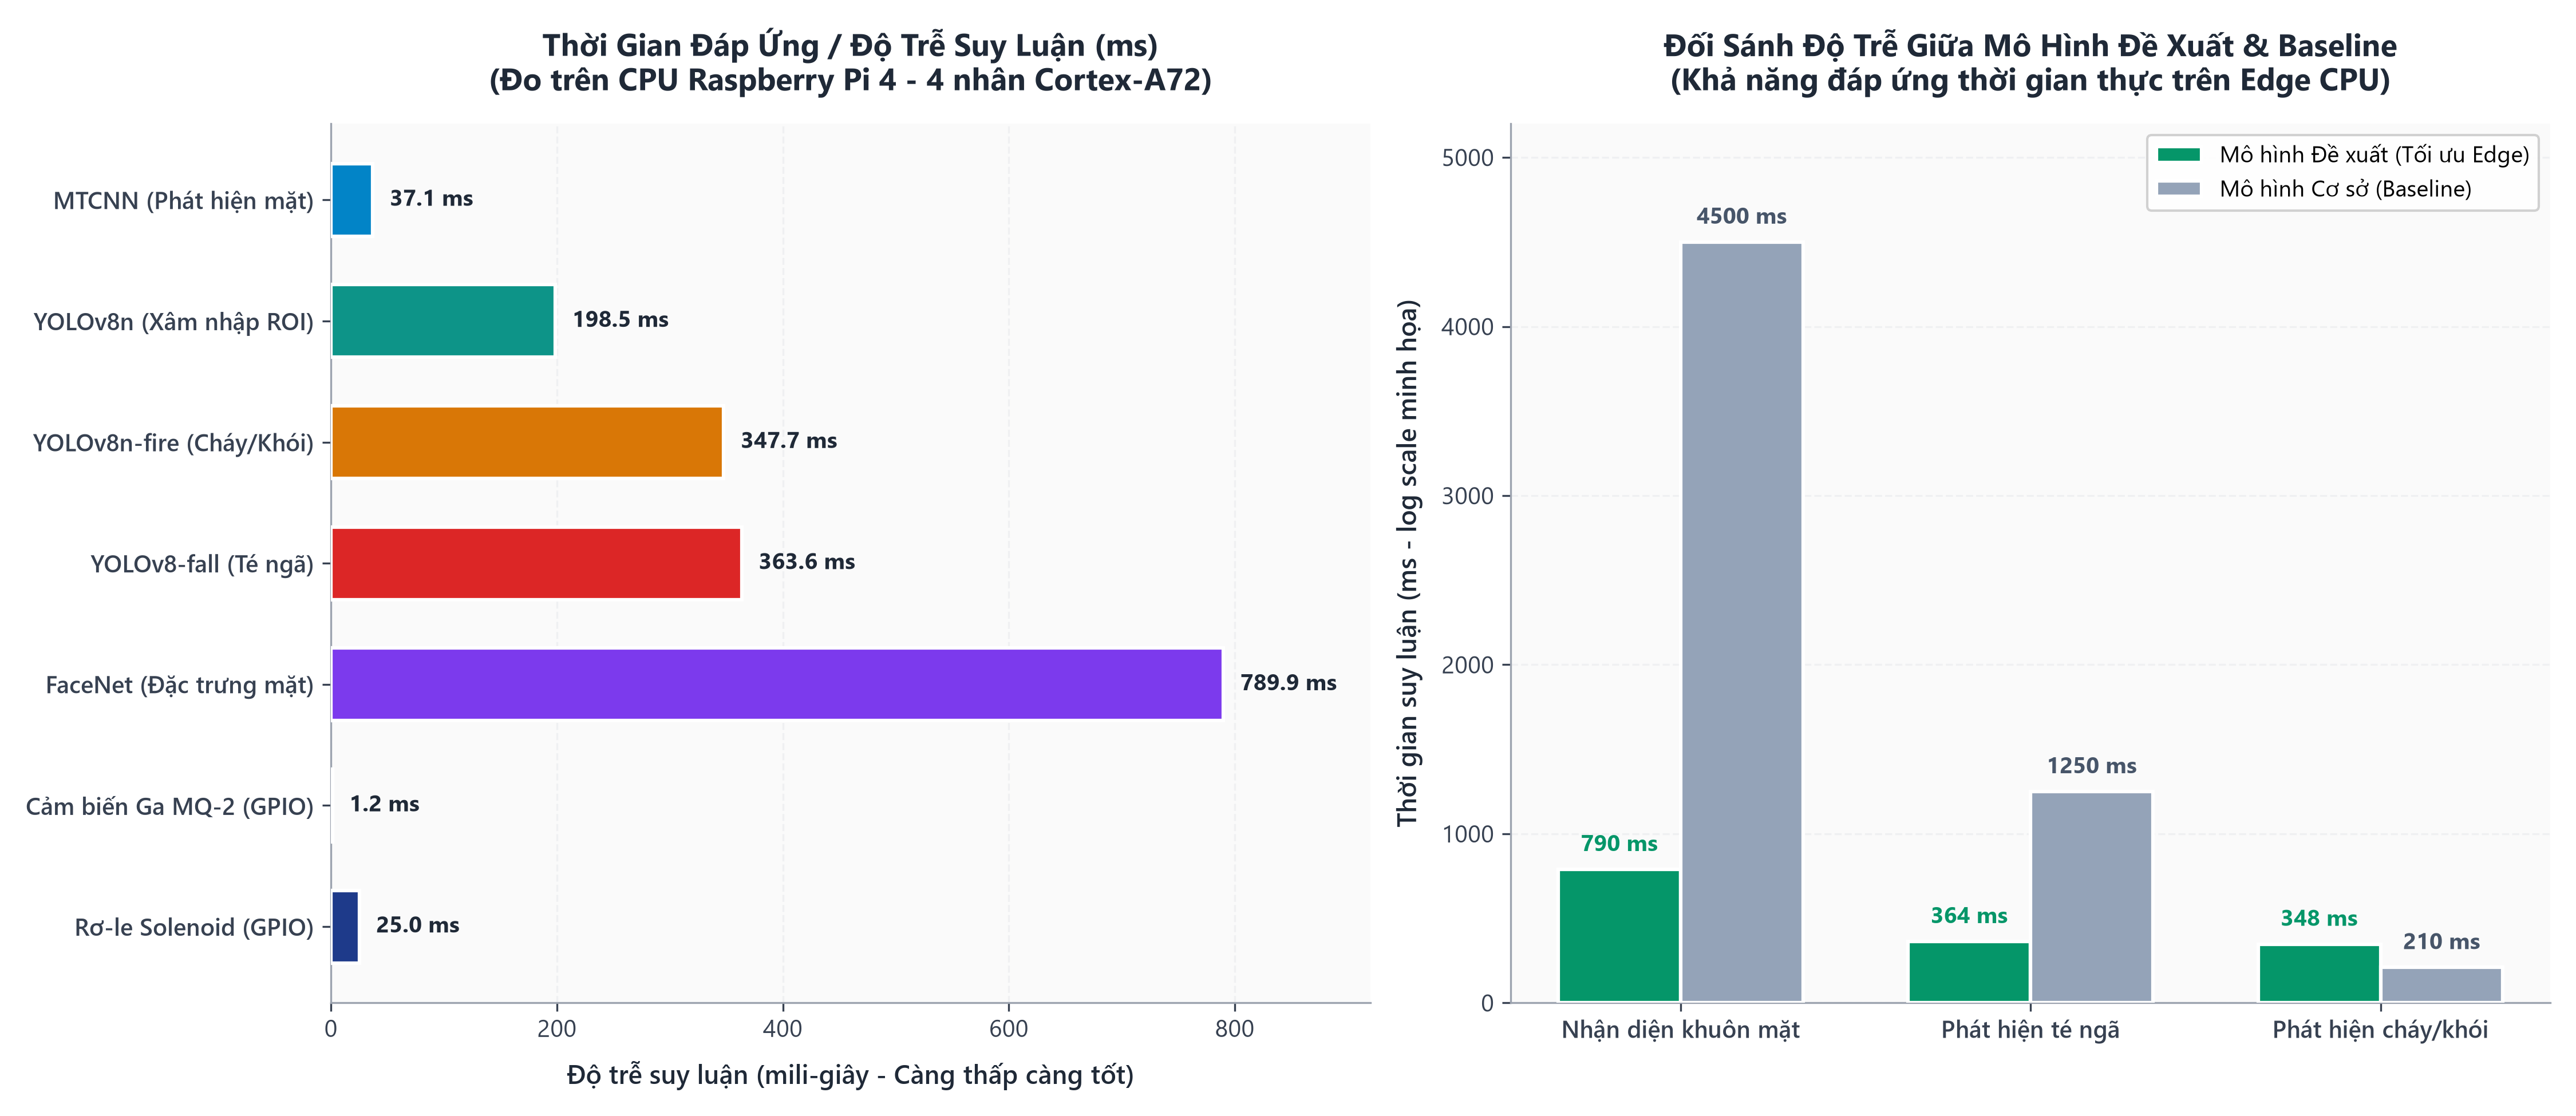 Thời Gian Đáp Ứng / Độ Trễ Suy Luận (ms)
(Đo trên CPU Raspberry Pi 4 - 4 nhân Cortex-A72)
MTCNN (Phát hiện mặt)
37.1 ms
YOLOv8n (Xâm nhập ROI)
198.5 ms
YOLOv8n-fire (Cháy/Khói)
347.7 ms
YOLOv8-fall (Té ngã)
363.6 ms
FaceNet (Đặc trưng mặt)
789.9 ms
Cảm biến Ga MQ-2 (GPIO)
1.2 ms
Rơ-le Solenoid (GPIO)
25.0 ms
0
200
400
600
800
Độ trễ suy luận (mili-giây - Càng thấp càng tốt)
Đối Sánh Độ Trễ Giữa Mô Hình Đề Xuất & Baseline
(Khả năng đáp ứng thời gian thực trên Edge CPU)
Mô hình Đề xuất (Tối ưu Edge)
Mô hình Cơ sở (Baseline)
Thời gian suy luận (ms - log scale minh họa)
5000
4000
3000
2000
1000
0
790 ms
4500 ms
364 ms
1250 ms
348 ms
210 ms
Nhận diện khuôn mặt
Phát hiện té ngã
Phát hiện cháy/khói